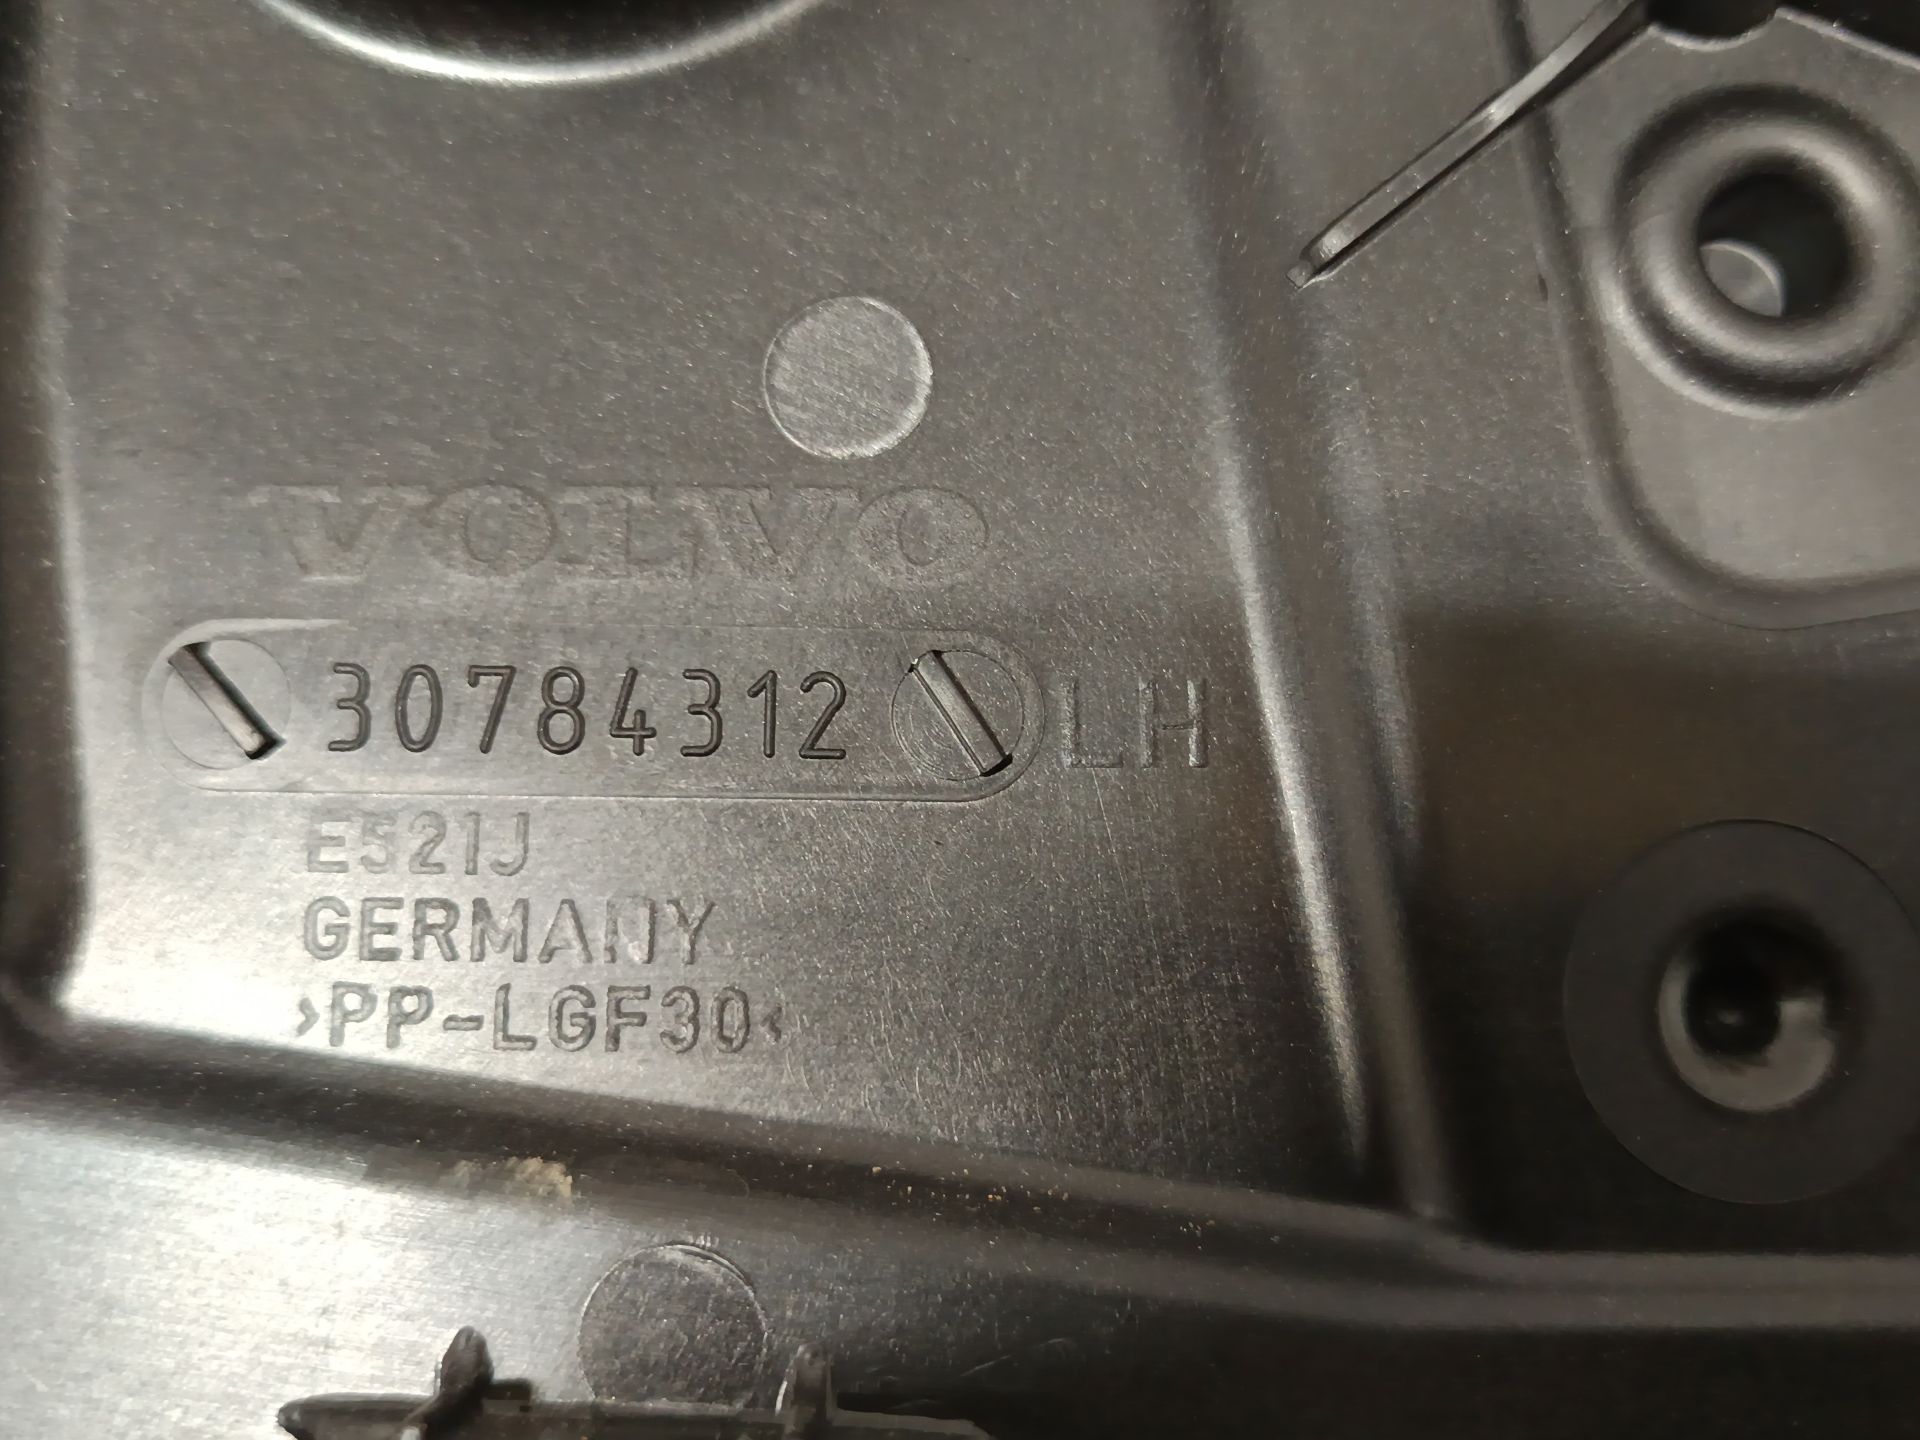 VOLVO
30784312 LH
E521J
GERMANY
>PP-LGF30<